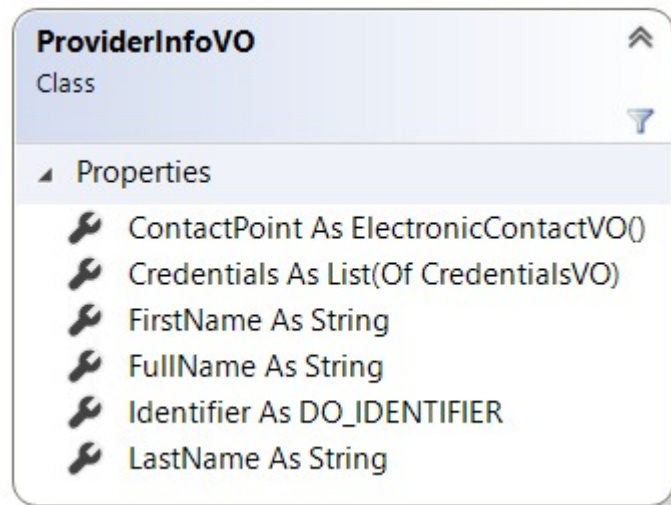 ProviderInfoVO
Class
Properties
ContactPoint As ElectronicContactVO()
Credentials As List(Of CredentialsVO)
FirstName As String
FullName As String
Identifier As DO_IDENTIFIER
LastName As String